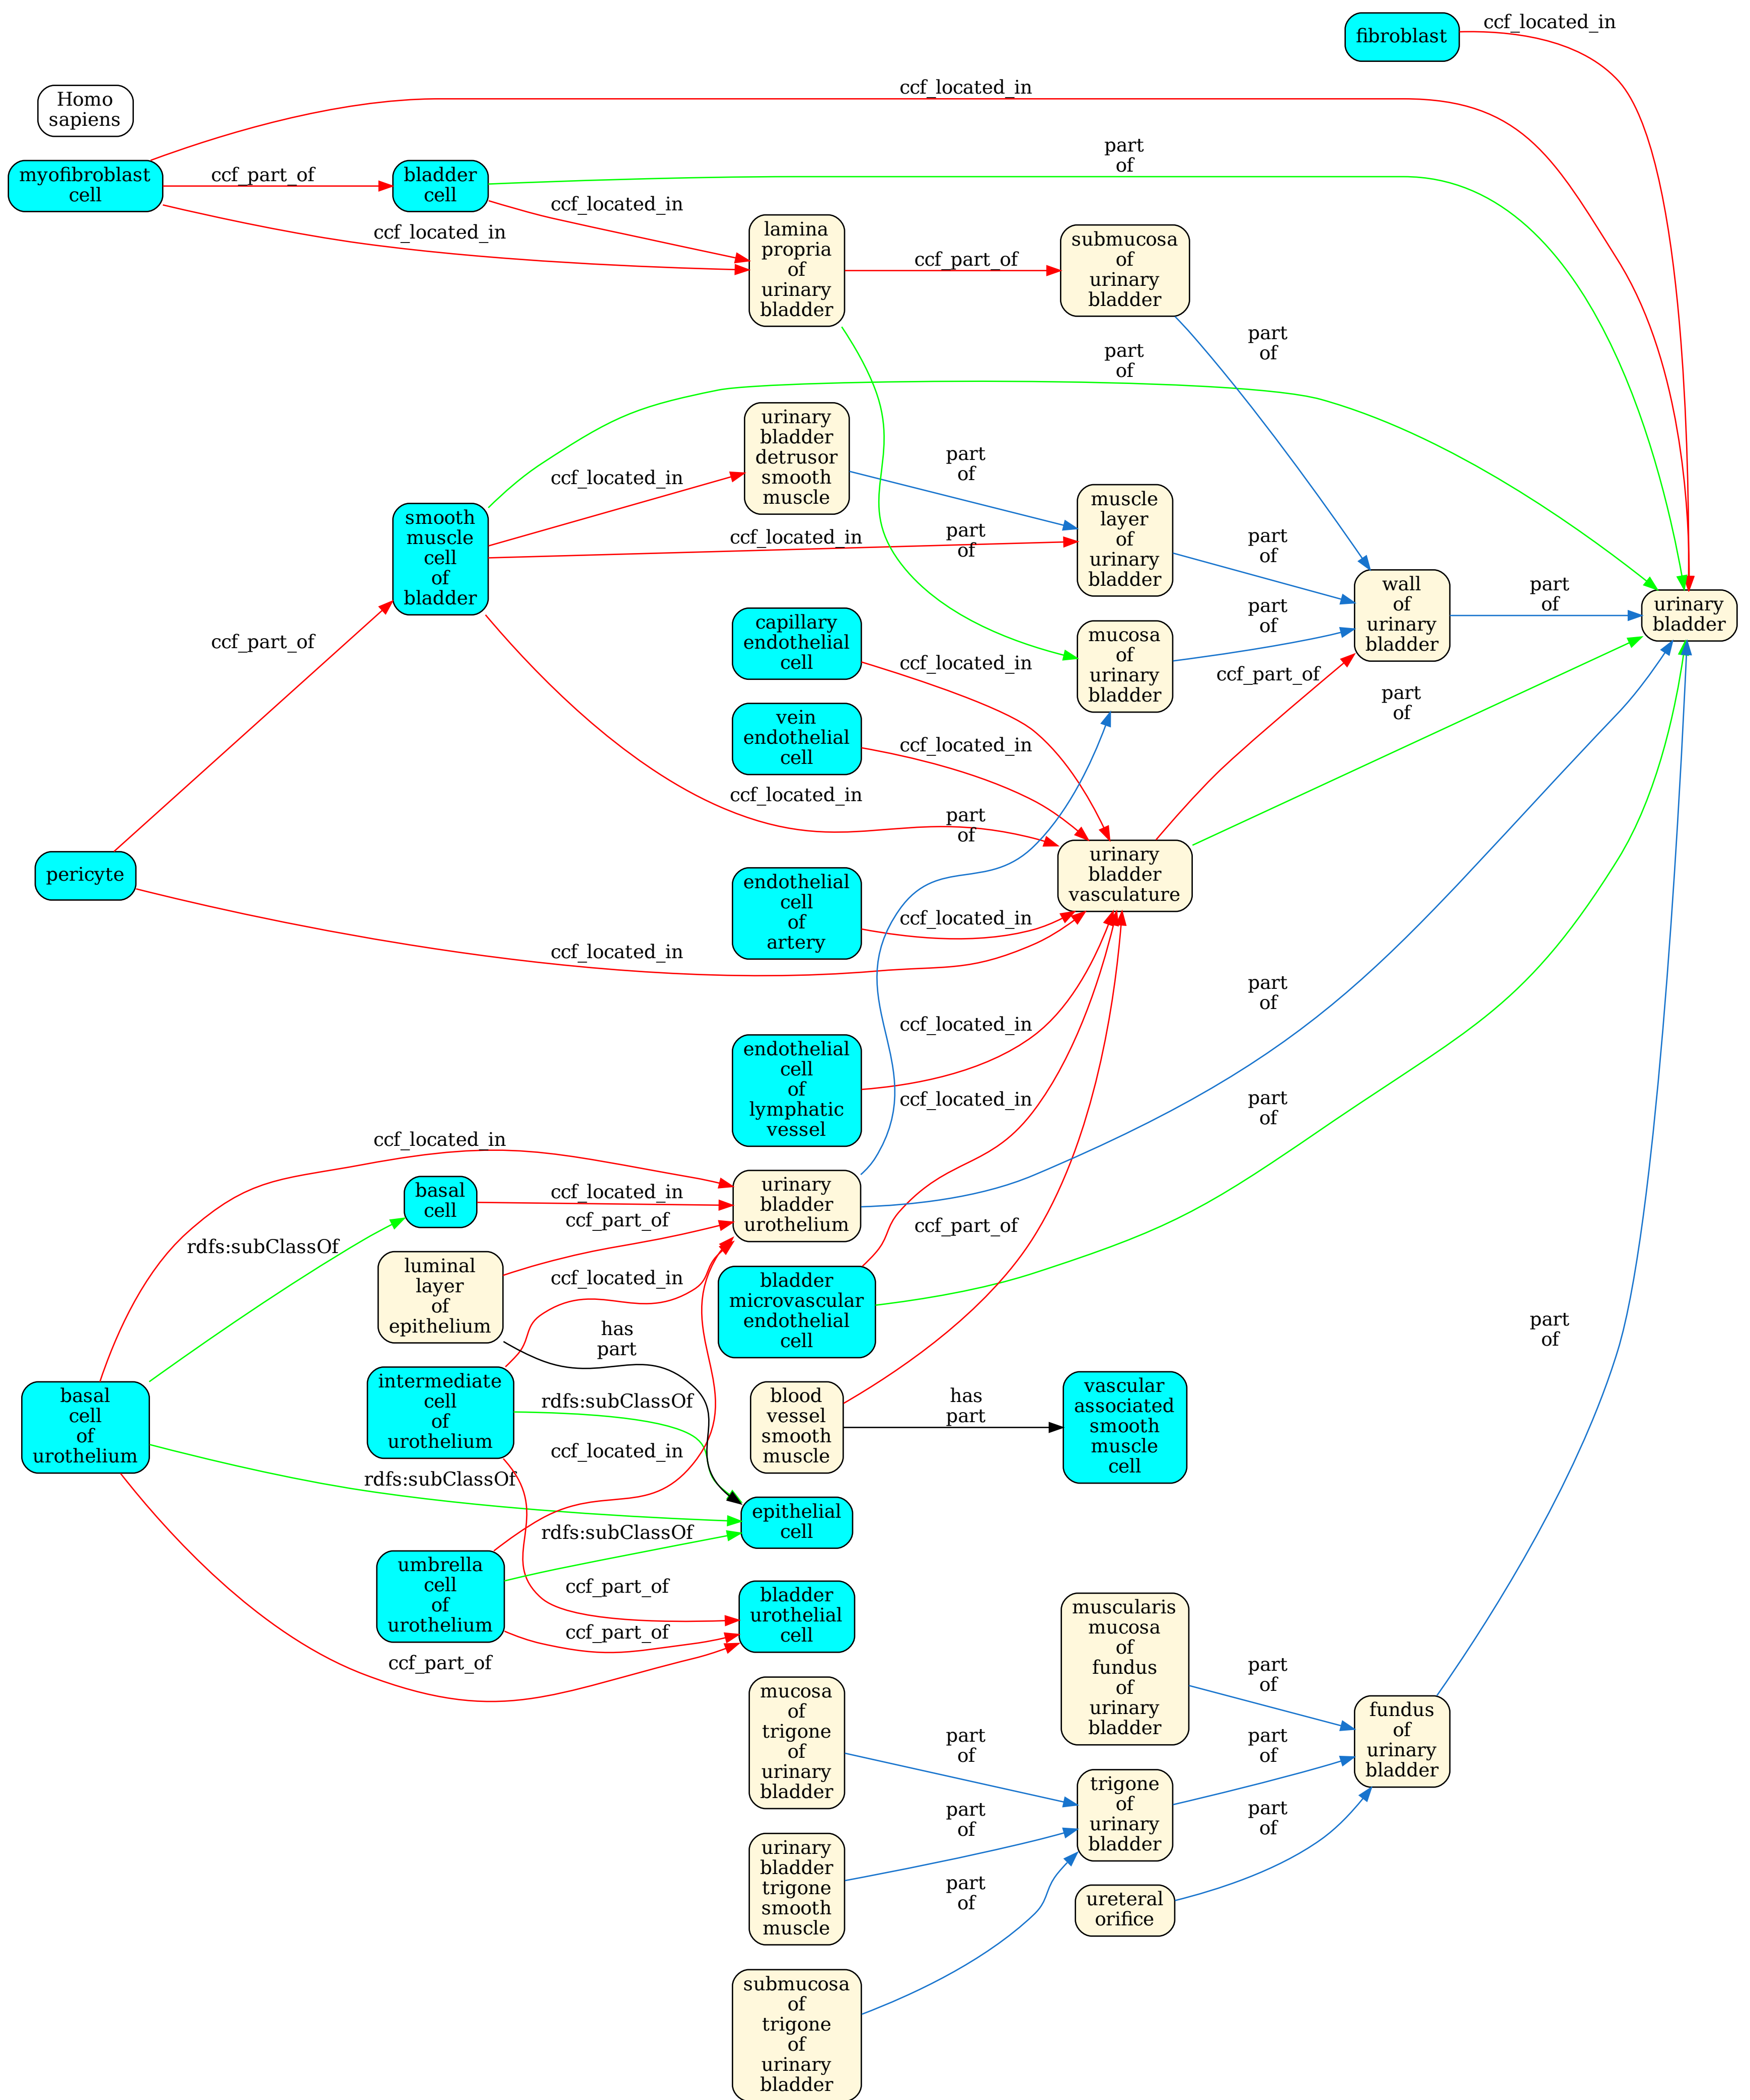 fibroblast
ccf_located_in
Homo
sapiens
ccf_located_in
myofibroblast
cell
ccf_part_of
bladder
cell
part
of
ccf_located_in
ccf_located_in
lamina
propria
of
urinary
bladder
ccf_part_of
submucosa
of
urinary
bladder
part
of
part
of
urinary
bladder
detrusor
smooth
muscle
part
of
ccf_located_in
smooth
muscle
cell
of
bladder
ccf_located_in
part
of
muscle
layer
of
urinary
bladder
part
of
wall
of
urinary
bladder
part
of
urinary
bladder
ccf_part_of
capillary
endothelial
cell
ccf_located_in
mucosa
of
urinary
bladder
part
of
ccf_part_of
part
of
vein
endothelial
cell
ccf_located_in
ccf_located_in
part
of
pericyte
urinary
bladder
vasculature
endothelial
cell
of
artery
ccf_located_in
ccf_located_in
part
of
endothelial
cell
of
lymphatic
vessel
ccf_located_in
ccf_located_in
part
of
ccf_located_in
basal
cell
ccf_located_in
urinary
bladder
urothelium
ccf_part_of
ccf_part_of
rdfs:subClassOf
luminal
layer
of
epithelium
ccf_located_in
bladder
microvascular
endothelial
cell
has
part
part
of
basal
cell
of
urothelium
intermediate
cell
of
urothelium
rdfs:subClassOf
ccf_located_in
blood
vessel
smooth
muscle
has
part
vascular
associated
smooth
muscle
cell
rdfs:subClassOf
epithelial
cell
rdfs:subClassOf
umbrella
cell
of
urothelium
ccf_part_of
ccf_part_of
bladder
urothelial
cell
ccf_part_of
muscularis
mucosa
of
fundus
of
urinary
bladder
part
of
mucosa
of
trigone
of
urinary
bladder
part
of
part
of
fundus
of
urinary
bladder
trigone
of
urinary
bladder
part
of
part
of
urinary
bladder
trigone
smooth
muscle
part
of
ureteral
orifice
submucosa
of
trigone
of
urinary
bladder